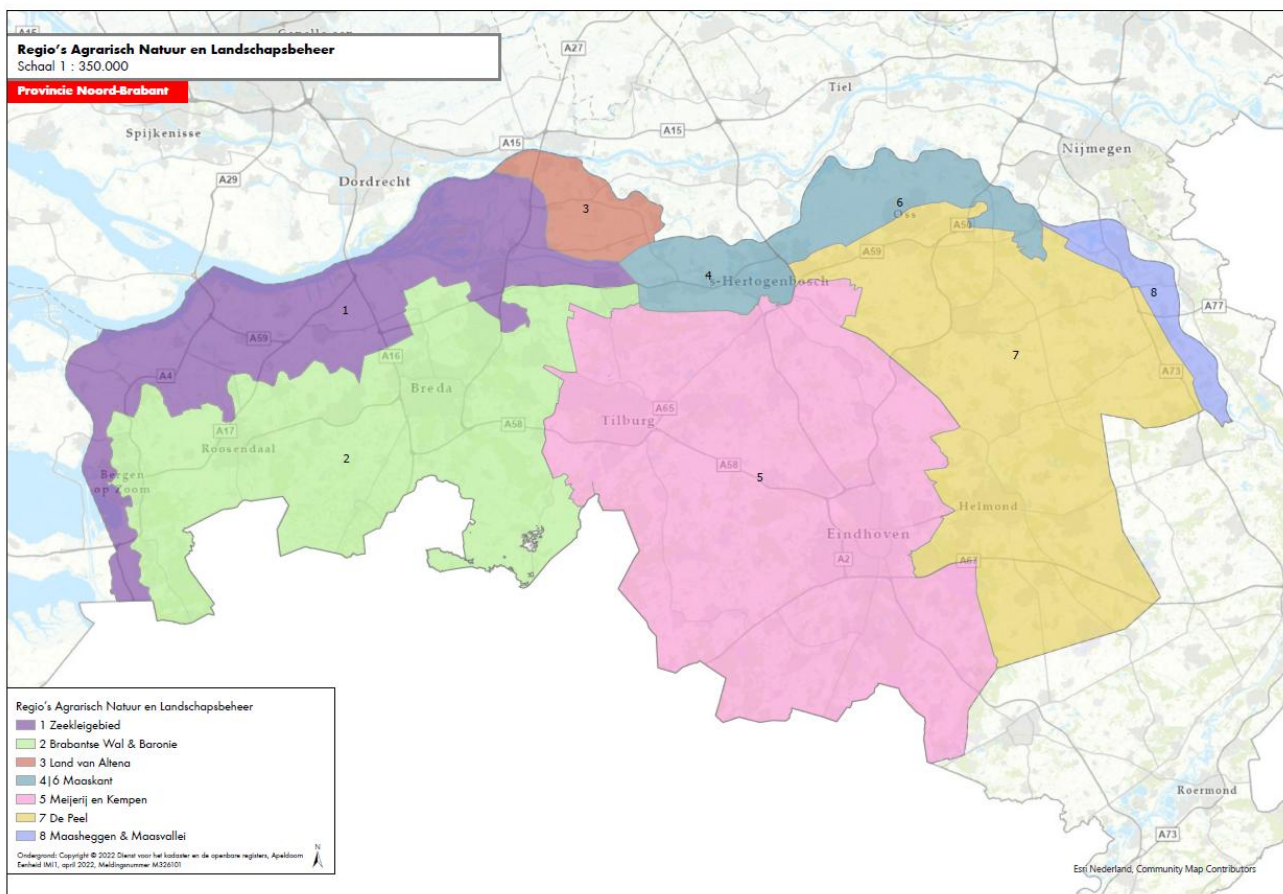 A15
Regio's Agrarisch Natuur en Landschapsbeheer
Schaal 1 : 350.000
Provincie Noord-Brabant
A27
Tiel
Spijkenisse
A15
A15
Nijmegen
A29
Dordrecht
3
6
Oss
A50
A59
4
's-Hertogenbosch
8
A77
1
A59
A16
7
A4
A73
Breda
A65
Tilburg
A17
A58
Roosendaal
2
A58
5
Bergen
op Zoom
Helmond
Eindhoven
A2
A67
Regio's Agrarisch Natuur en Landschapsbeheer
1 Zeekleigebied
2 Brabantse Wal & Baronie
3 Land van Altena
4|6 Maaskant
5 Meijerij en Kempen
7 De Peel
8 Maasheggen & Maasvallei
Ondergrond: Copyright © 2022 Dienst voor het kadaster en de openbare registers, Apeldoorn
Eenheid IMI1, april 2022, Meldingsnummer M326101
N
Roermond
A73
Esri Nederland, Community Map Contributors